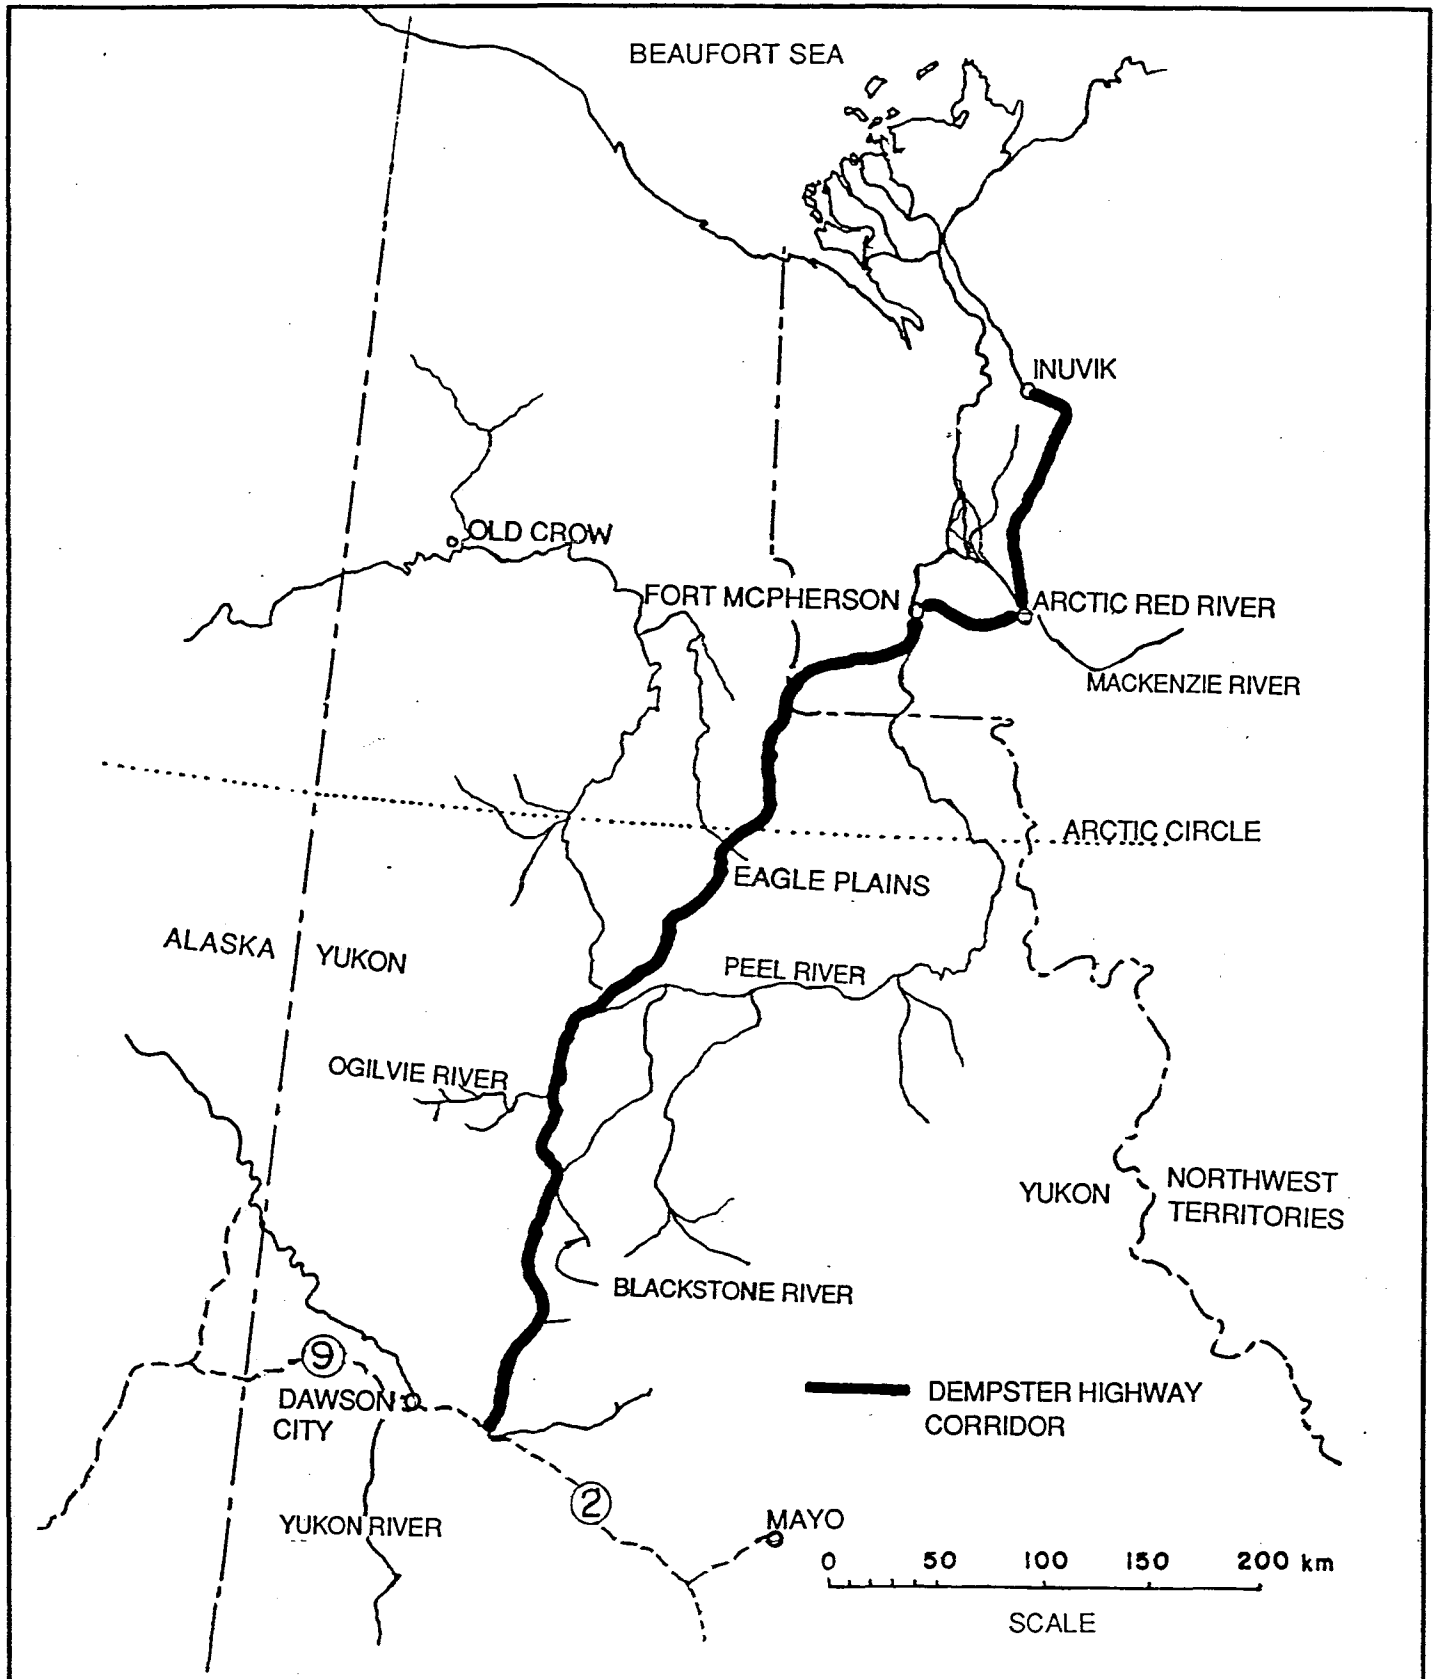 BEAUFORT SEA
INUVIK
OLD CROW
FORT MCPHERSON
ARCTIC RED RIVER
MACKENZIE RIVER
ARCTIC CIRCLE
EAGLE PLAINS
ALASKA
YUKON
PEEL RIVER
OGILVIE RIVER
YUKON
NORTHWEST
TERRITORIES
BLACKSTONE RIVER
9
DAWSON
CITY
DEMPSTER HIGHWAY
CORRIDOR
2
YUKON RIVER
MAYO
0 50 100 150 200 km
SCALE